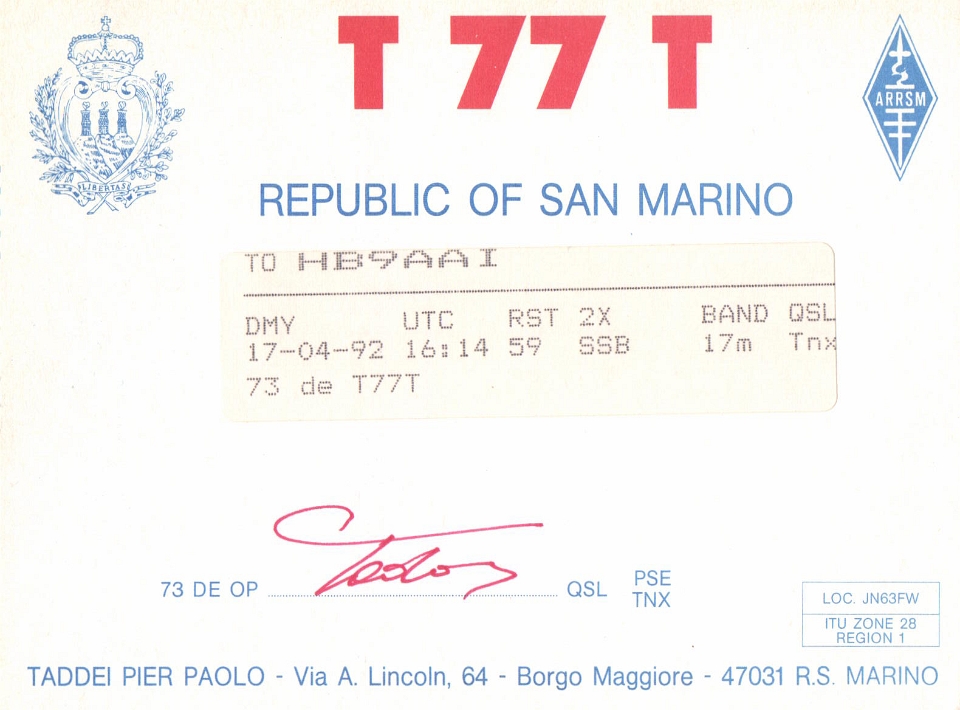 T 77 T
LIBERTAS
ARRSM
REPUBLIC OF SAN MARINO
TO HB9AAI
DMY UTC RST 2X BAND QSL
17-04-92 16:14 59 SSB 17m Tnx
73 de T77T
73 DE OP QSL PSE
TNX
LOC. JN63FW
ITU ZONE 28
REGION 1
TADDEI PIER PAOLO - Via A. Lincoln, 64 - Borgo Maggiore - 47031 R.S. MARINO